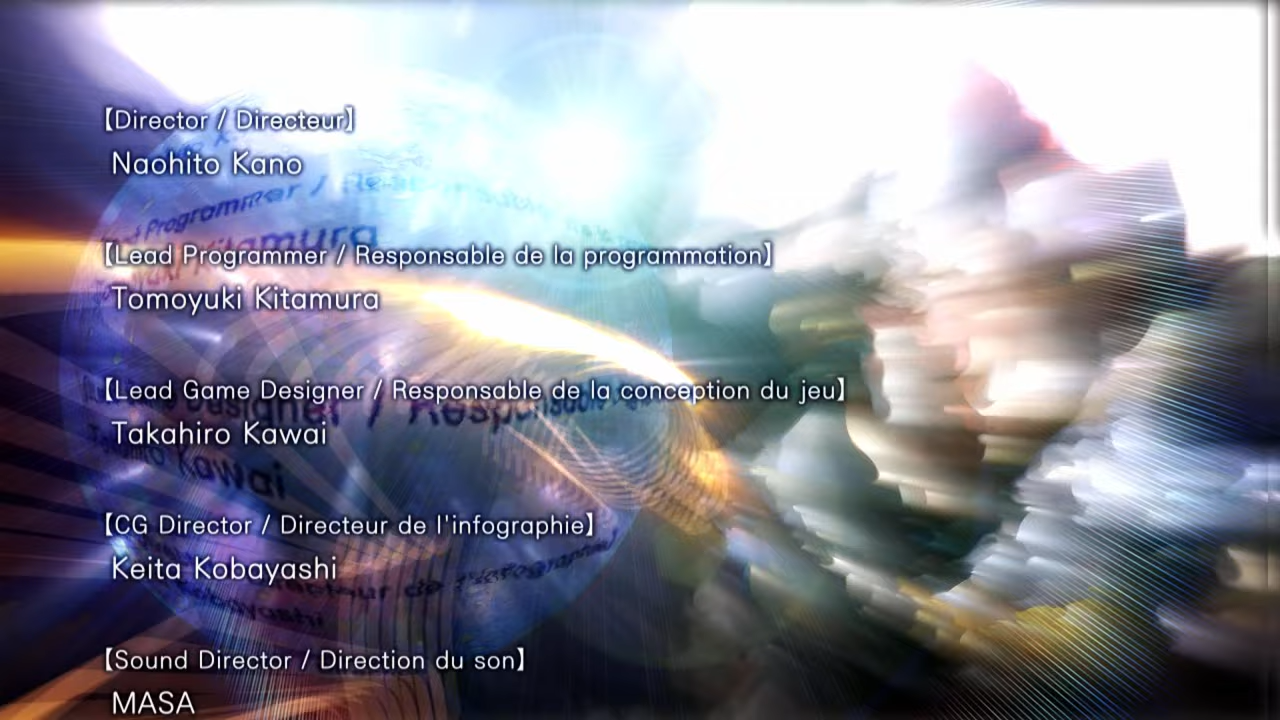 【Director / Directeur】
Naohito Kano
【Lead Programmer / Responsable de la programmation】
Tomoyuki Kitamura
【Lead Game Designer / Responsable de la conception du jeu】
Takahiro Kawai
【CG Director / Directeur de l'infographie】
Keita Kobayashi
【Sound Director / Direction du son】
MASA